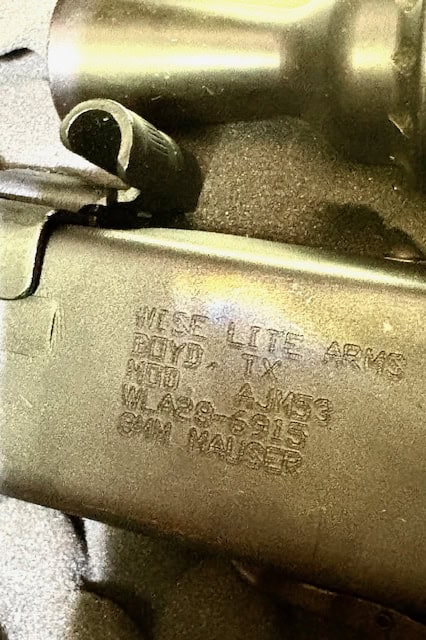 WISE LITE ARMS
BOYD, TX
MOD. AJM53
WLA28-6915
8MM MAUSER